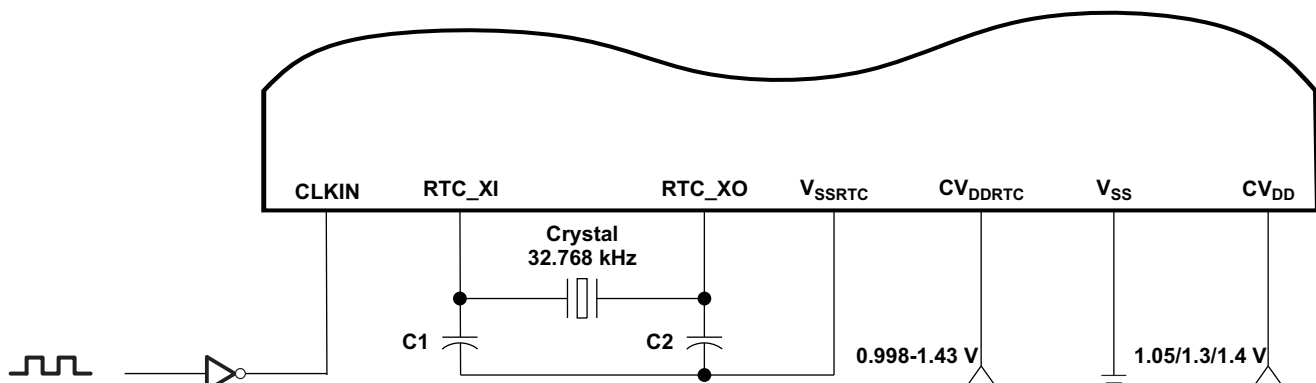 CLKIN RTC_XI RTC_XO VSSRTC CVDDRTC VSS CVDD
Crystal
32.768 kHz
C1 C2
0.998-1.43 V 1.05/1.3/1.4 V